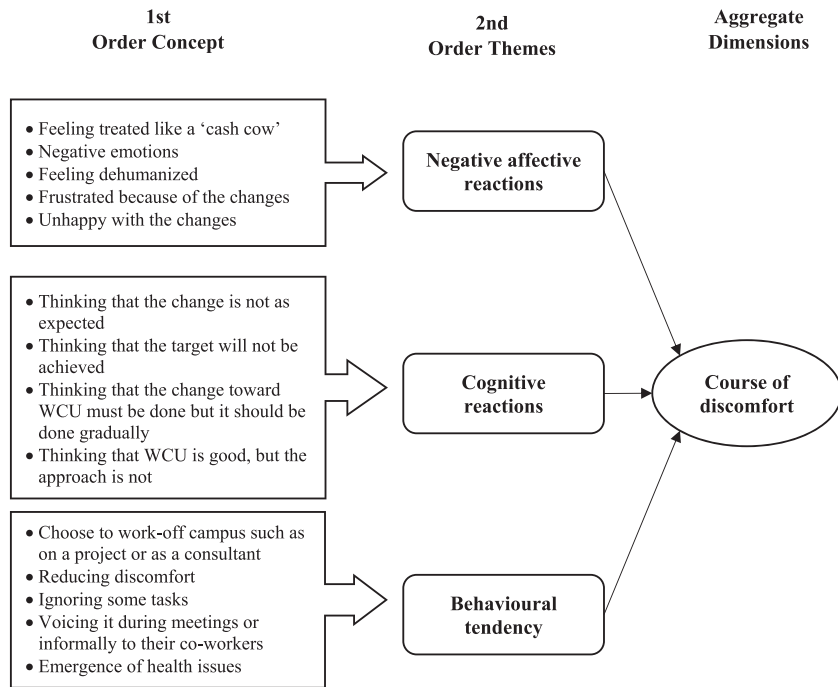 1st
Order Concept
2nd
Order Themes
Aggregate
Dimensions
• Feeling treated like a ‘cash cow’
• Negative emotions
• Feeling dehumanized
• Frustrated because of the changes
• Unhappy with the changes
Negative affective
reactions
• Thinking that the change is not as
expected
• Thinking that the target will not be
achieved
• Thinking that the change toward
WCU must be done but it should be
done gradually
• Thinking that WCU is good, but the
approach is not
Cognitive
reactions
Course of
discomfort
• Choose to work-off campus such as
on a project or as a consultant
• Reducing discomfort
• Ignoring some tasks
• Voicing it during meetings or
informally to their co-workers
• Emergence of health issues
Behavioural
tendency